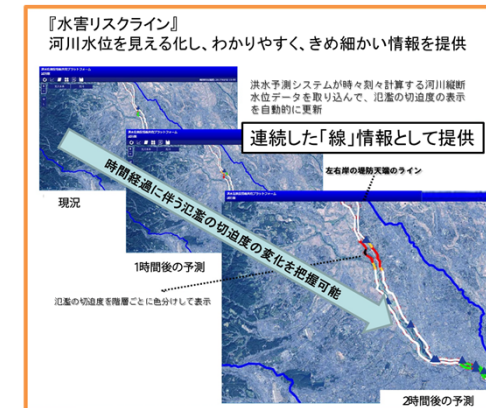 『水害リスクライン』
河川水位を見える化し、わかりやすく、きめ細かい情報を提供
洪水予測システムが時々刻々計算する河川縦断
水位データを取り込んで、氾濫の切迫度の表示
を自動的に更新
連続した「線」情報として提供
左右岸の堤防天端のライン
時間経過に伴う氾濫の切迫度の変化を把握可能
現況
1時間後の予測
氾濫の切迫度を階層ごとに色分けして表示
2時間後の予測